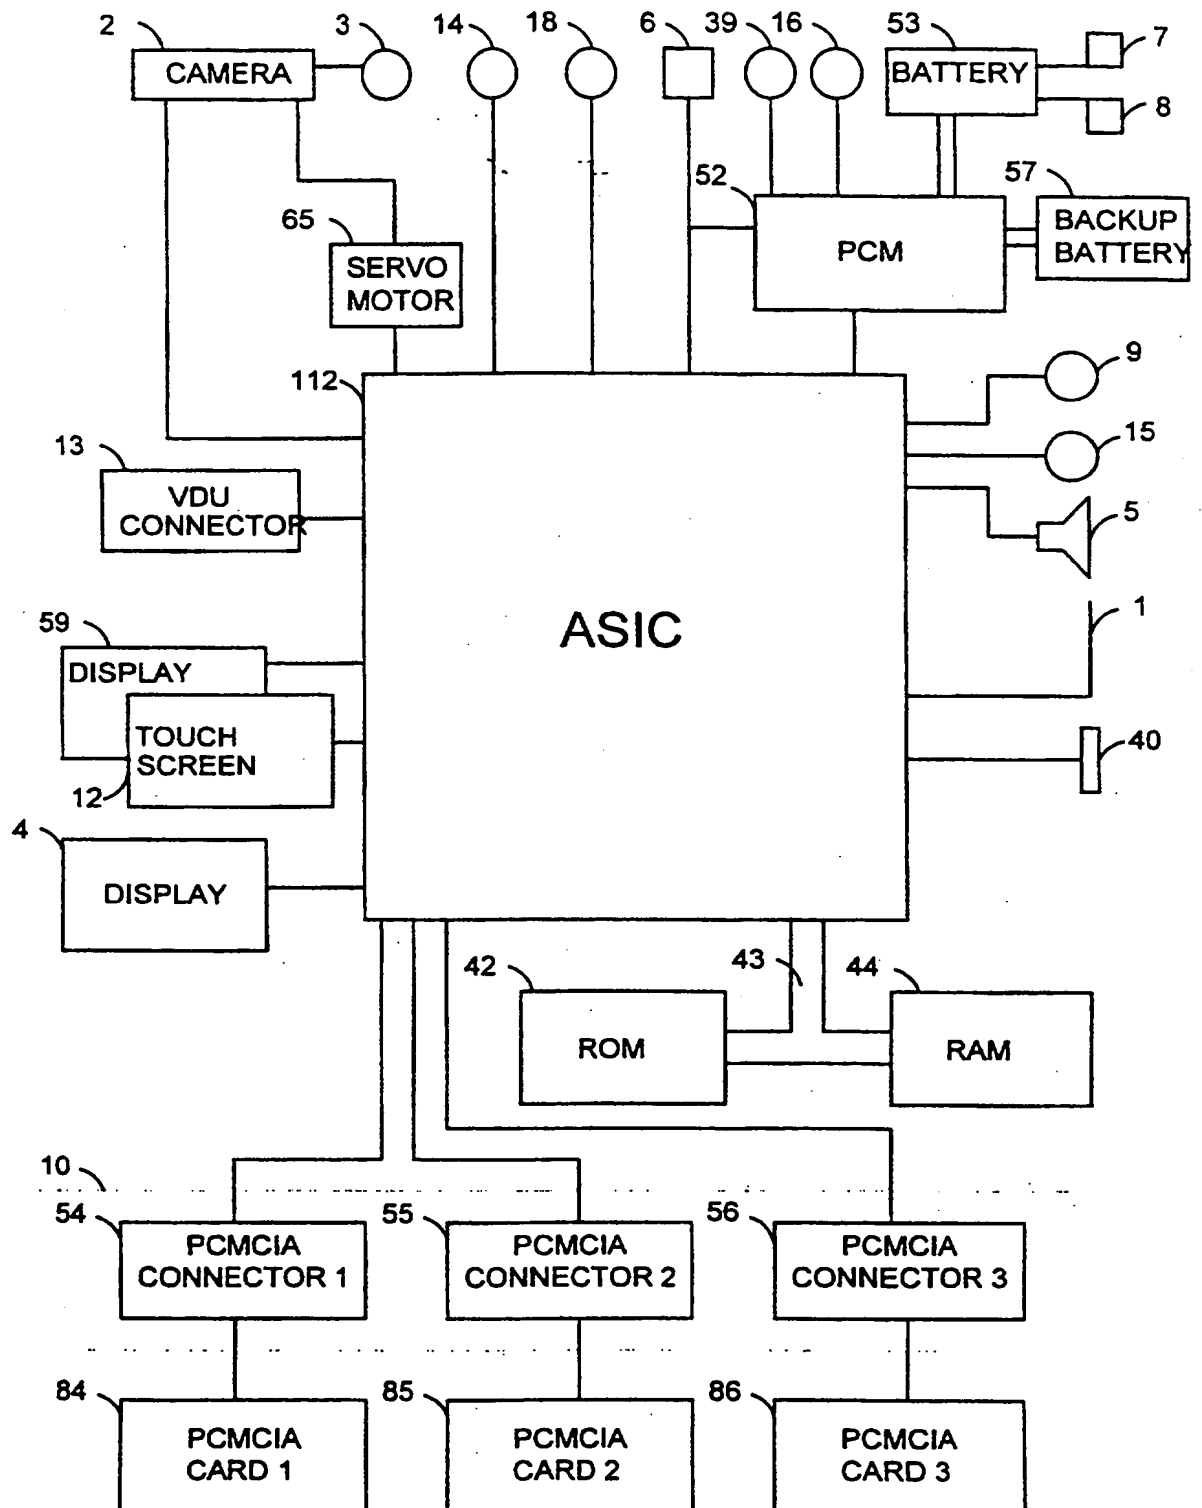 2 3 14 18 6 39 16 53 7
CAMERA
BATTERY
8
52 57
65
BACKUP
BATTERY
PCM
SERVO
MOTOR
9
112
15
13
VDU
CONNECTOR
5
1
ASIC
59
DISPLAY
TOUCH
SCREEN
40
12
4
DISPLAY
42 43 44
ROM RAM
10
54 55 56
PCMCIA
CONNECTOR 1
PCMCIA
CONNECTOR 2
PCMCIA
CONNECTOR 3
84 85 86
PCMCIA
CARD 1
PCMCIA
CARD 2
PCMCIA
CARD 3